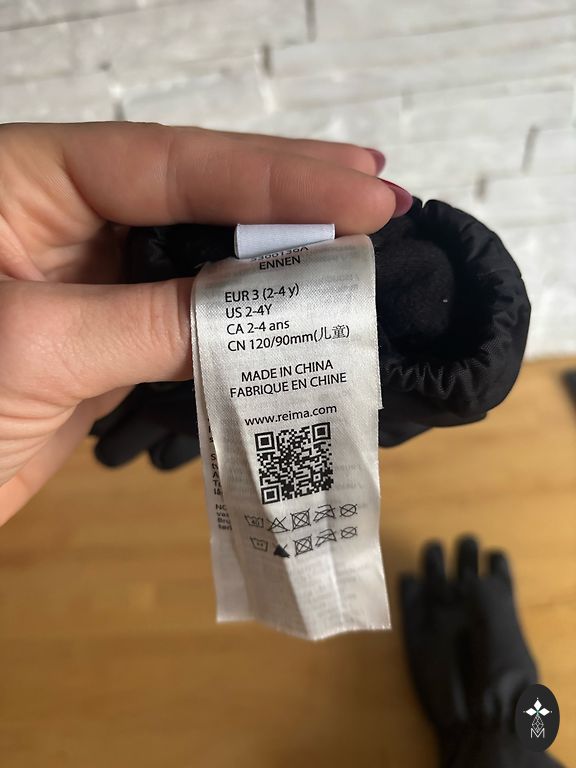 ENNEN
EUR 3 (2-4 y)
US 2-4Y
CA 2-4 ans
CN 120/90mm(儿童)
MADE IN CHINA
FABRIQUE EN CHINE
www.reima.com
40
M